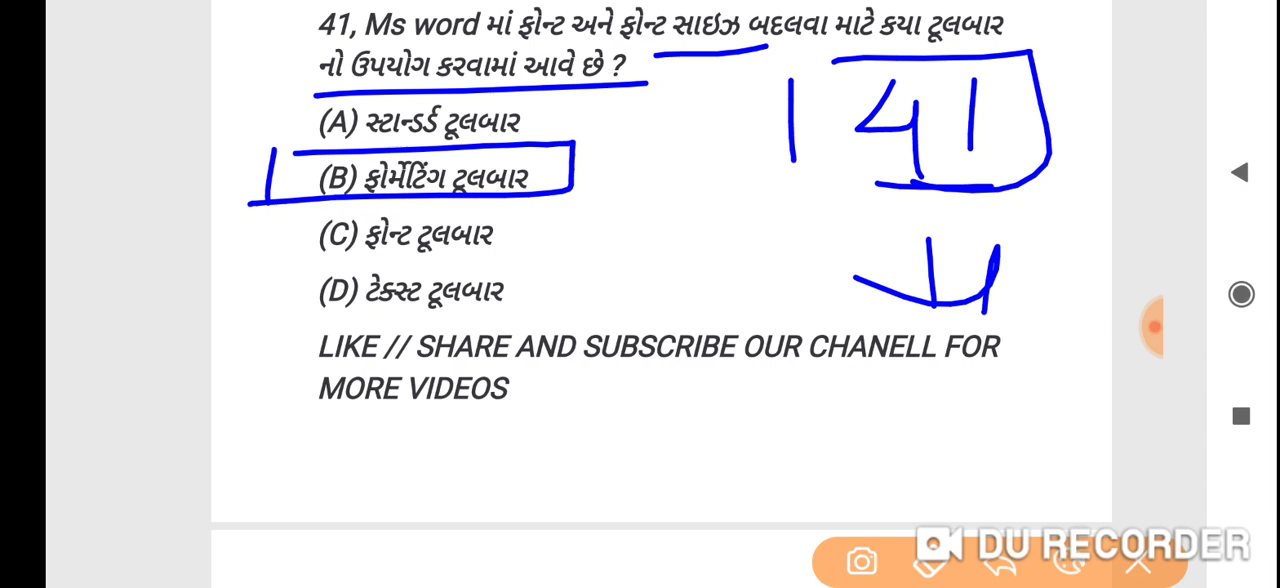 41, Ms word માં ફોન્ટ અને ફોન્ટ સાઇઝ બદલવા માટે કયા ટૂલબાર
નો ઉપયોગ કરવામાં આવે છે ?
(A) સ્ટાન્ડર્ડ ટૂલબાર
(B) ફોર્મેટિંગ ટૂલબાર
(C) ફોન્ટ ટૂલબાર
(D) ટેક્સ્ટ ટૂલબાર
41
LIKE // SHARE AND SUBSCRIBE OUR CHANELL FOR
MORE VIDEOS
DU RECORDER